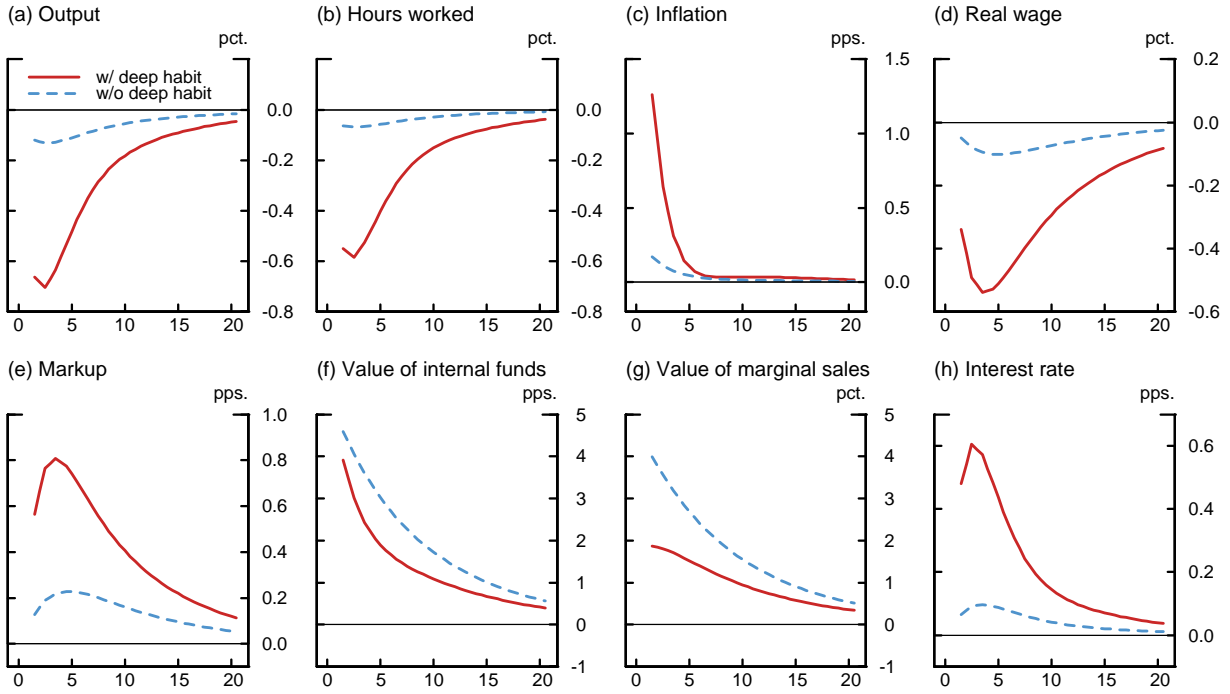 (a) Output
pct.
w/ deep habit
w/o deep habit
0.0
-0.2
-0.4
-0.6
-0.8
0 5 10 15 20
(b) Hours worked
pct.
0.0
-0.2
-0.4
-0.6
-0.8
0 5 10 15 20
(c) Inflation
pps.
1.5
1.0
0.5
0.0
0 5 10 15 20
(d) Real wage
pct.
0.2
0.0
-0.2
-0.4
-0.6
0 5 10 15 20
(e) Markup
pps.
1.0
0.8
0.6
0.4
0.2
0.0
0 5 10 15 20
(f) Value of internal funds
pps.
5
4
3
2
1
0
-1
0 5 10 15 20
(g) Value of marginal sales
pct.
5
4
3
2
1
0
-1
0 5 10 15 20
(h) Interest rate
pps.
0.6
0.4
0.2
0.0
0 5 10 15 20